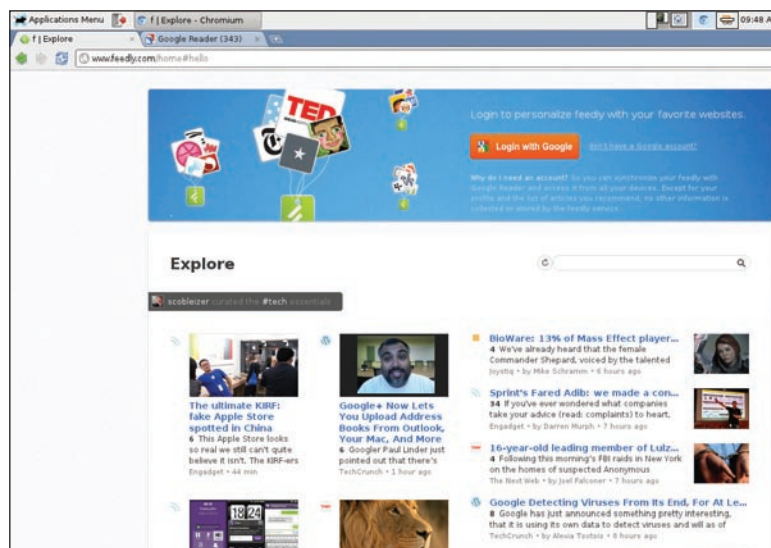 Applications Menu
f | Explore - Chromium
09:48 A
f | Explore
Google Reader (343)
www.feedly.com/home#hello
TED
Login to personalize feedly with your favorite websites.
Login with Google
Don't have a Google account?
Why do I need an account? So you can synchronize your feedly with
Google Reader and access it from all your devices. Except for your
profile and the list of articles you recommend, no other information is
collected or stored by the feedly service.
Explore
scobleizer curated the #tech essentials
The ultimate KIRF:
fake Apple Store
spotted in China
6 This Apple Store looks
so real we still can't quite
believe it isn't. The KIRF-ers
Engadget • 44 min
Google+ Now Lets
You Upload Address
Books From Outlook,
Your Mac, And More
6 Googler Paul Linder just
pointed out that there's
TechCrunch • 1 hour ago
BioWare: 13% of Mass Effect player...
4 We've already heard that the female
Commander Shepard, voiced by the talented
Joystiq • by Mike Schramm • 6 hours ago
Sprint's Fared Adib: we made a con...
34 If you've ever wondered what companies
take your advice (read: complaints) to heart,
Engadget • by Darren Murph • 7 hours ago
16-year-old leading member of Lulz...
4 Following this morning's FBI raids in New York
on the homes of suspected Anonymous
The Next Web • by Joel Falconer • 7 hours ago
Google Detecting Viruses From Its End, For At Le...
8 Google has just announced something pretty interesting,
that it is using its own data to detect viruses and will as of
TechCrunch • by Alexia Tsotsis • 8 hours ago
1824